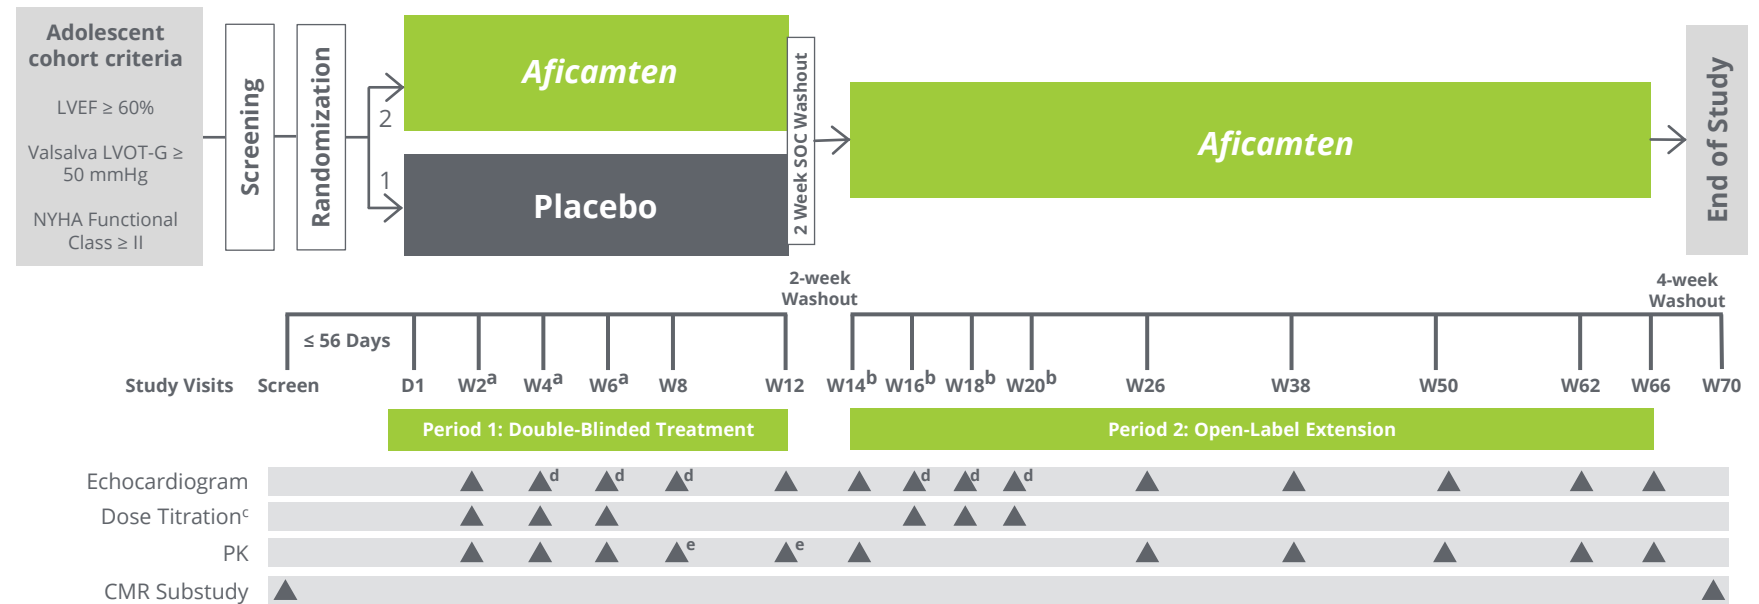 Adolescent
cohort criteria
LVEF ≥ 60%
Valsalva LVOT-G ≥
50 mmHg
NYHA Functional
Class ≥ II
Screening
Randomization
2
1
Aficamten
Placebo
2 Week SOC Washout
Aficamten
End of Study
2-week
Washout
4-week
Washout
≤ 56 Days
Study Visits Screen D1 W2a W4a W6a W8 W12 W14b W16b W18b W20b W26 W38 W50 W62 W66 W70
Period 1: Double-Blinded Treatment
Period 2: Open-Label Extension
Echocardiogram d d d d d d
Dose Titrationc
PK e e
CMR Substudy